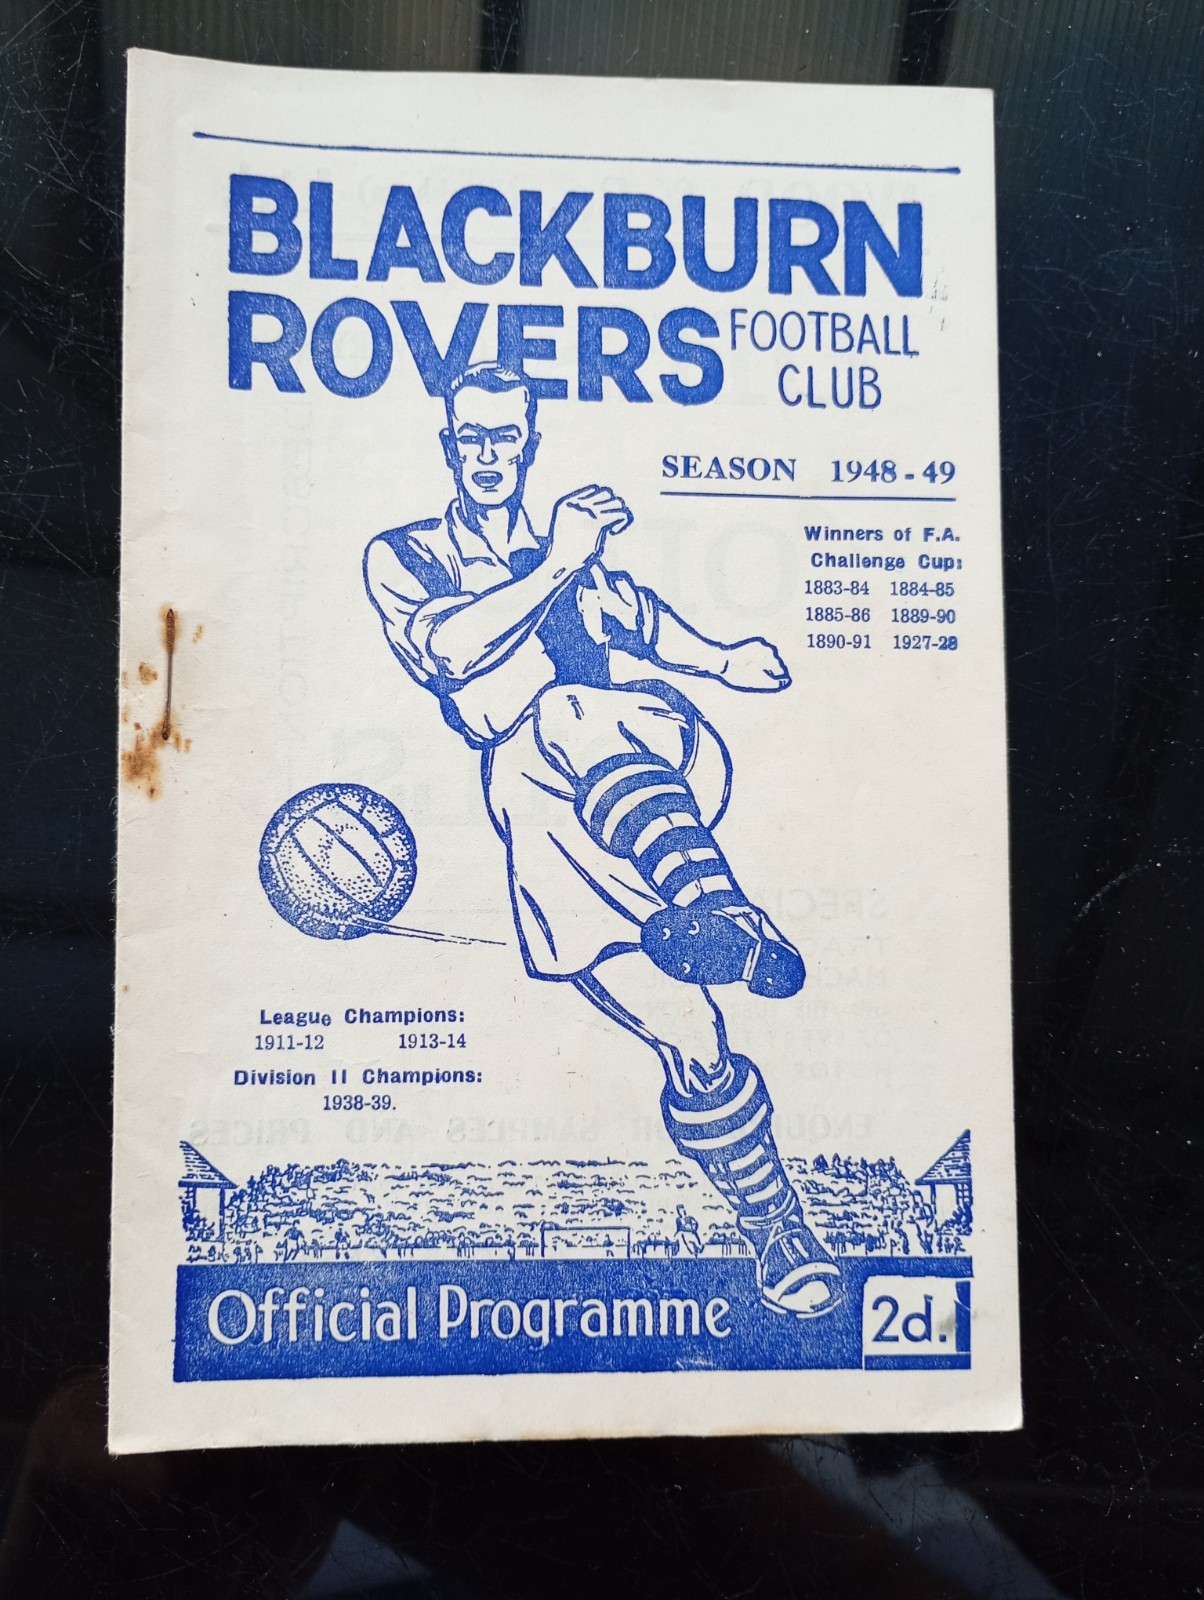 BLACKBURN
ROVERS FOOTBALL
CLUB
SEASON 1948-49
Winners of F.A.
Challenge Cup:
1883-84 1884-85
1885-86 1889-90
1890-91 1927-28
League Champions:
1911-12 1913-14
Division II Champions:
1938-39.
Official Programme 2d.